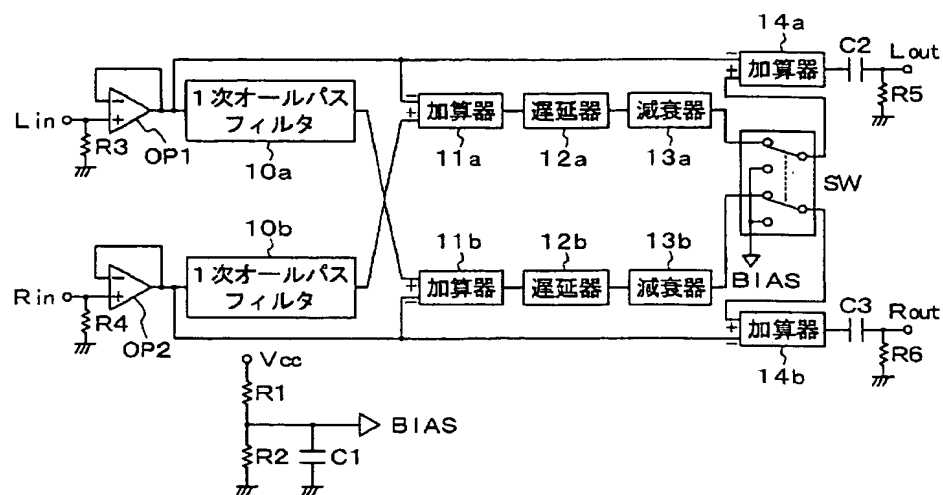 14a
加算器
C2
Lout
R5
Lin
R3
OP1
1次オールパス
フィルタ
10a
加算器
11a
遅延器
12a
減衰器
13a
SW
BIAS
10b
1次オールパス
フィルタ
Rin
R4
OP2
11b
加算器
12b
遅延器
13b
減衰器
C3
Rout
R6
加算器
14b
Vcc
R1
BIAS
R2
C1